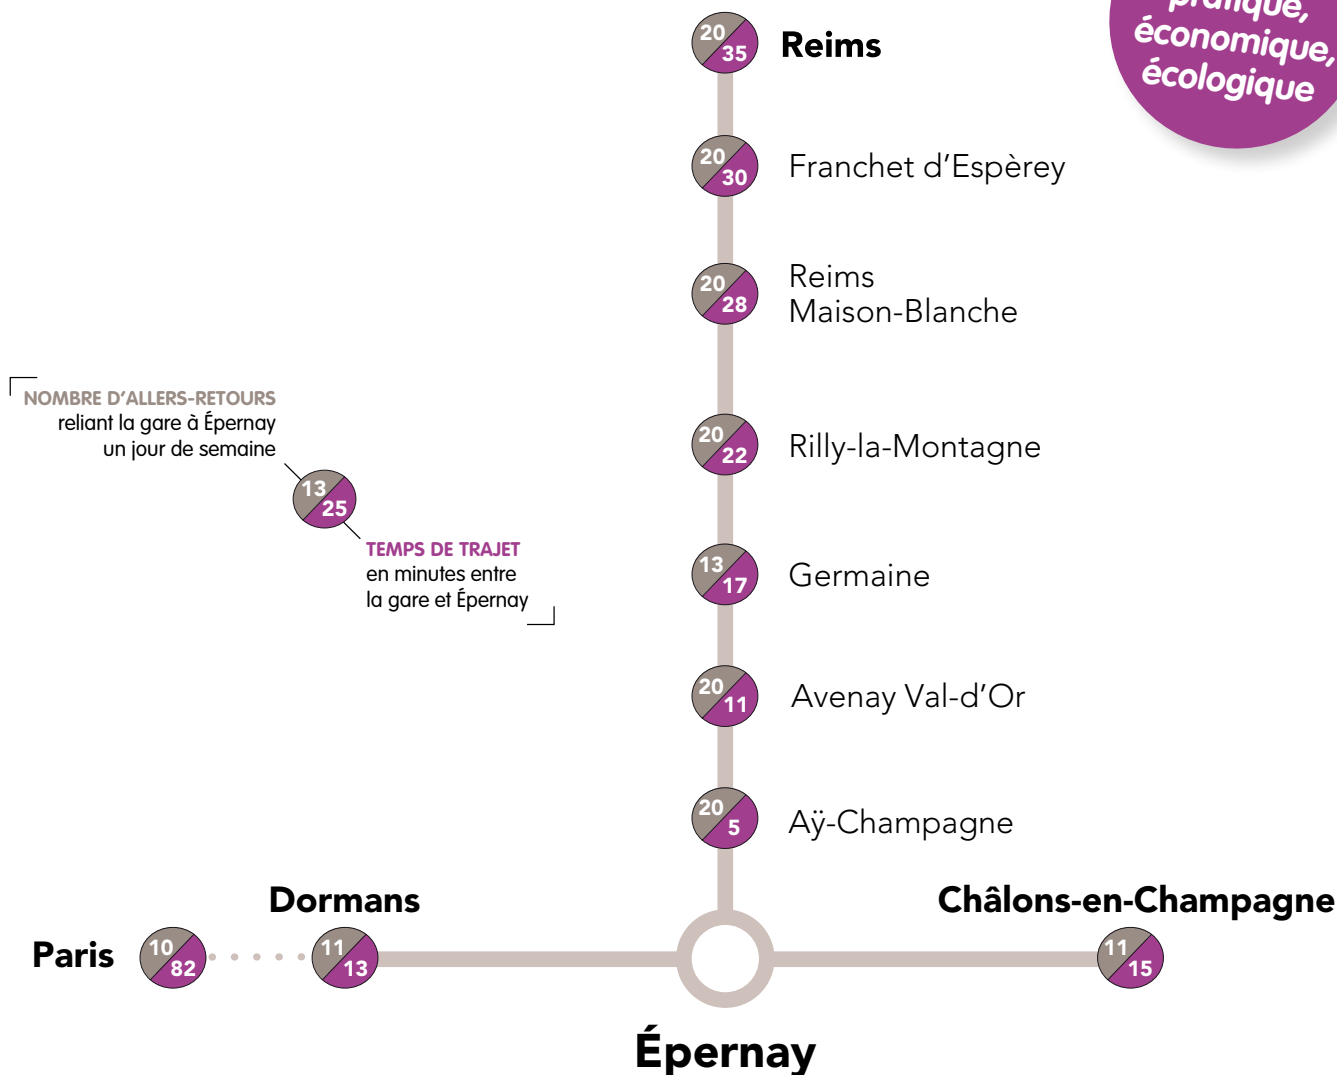 pratique,
économique,
écologique
20
35
Reims
20
30
Franchet d'Espèrey
20
28
Reims
Maison-Blanche
NOMBRE D'ALLERS-RETOURS
reliant la gare à Épernay
un jour de semaine
13
25
TEMPS DE TRAJET
en minutes entre
la gare et Épernay
20
22
Rilly-la-Montagne
13
17
Germaine
20
11
Avenay Val-d'Or
20
5
Aÿ-Champagne
Dormans
Châlons-en-Champagne
Paris
10
82
11
13
11
15
Épernay